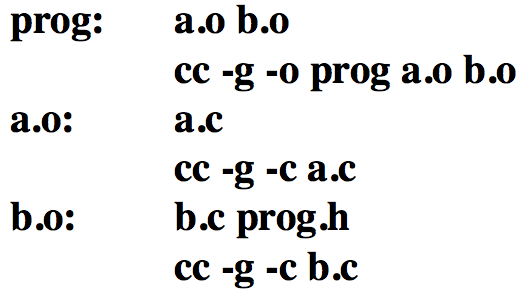 prog: a.o b.o
cc -g -o prog a.o b.o
a.o: a.c
cc -g -c a.c
b.o: b.c prog.h
cc -g -c b.c